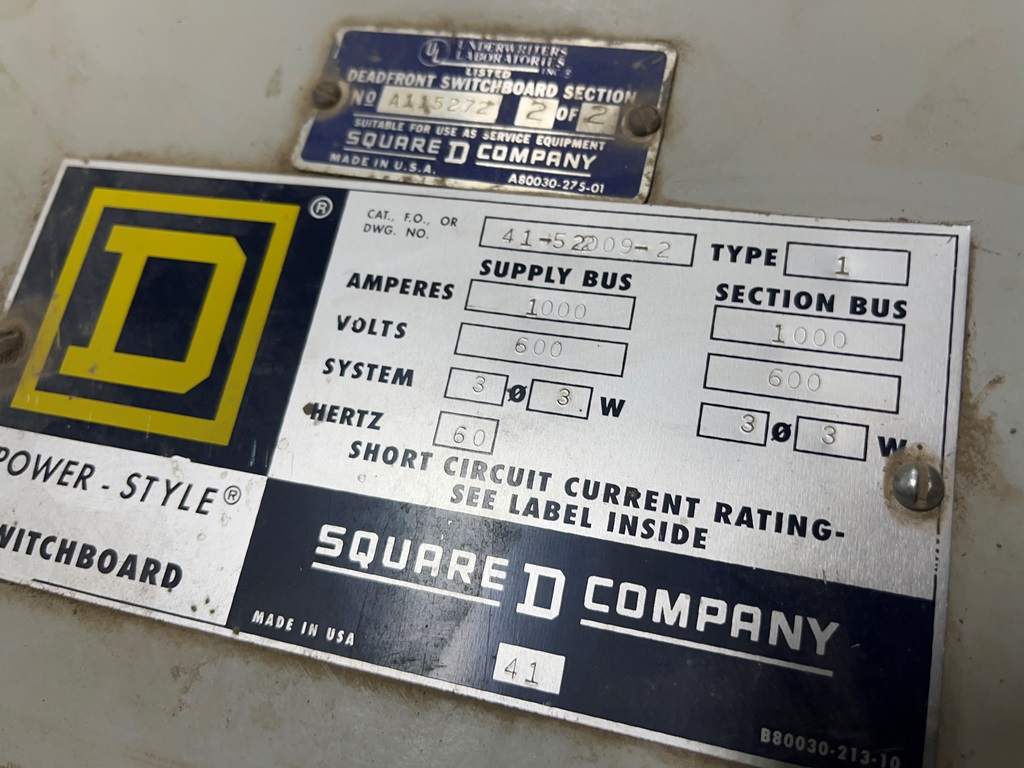 UL UNDERWRITERS
LABORATORIES
INC.®
LISTED
DEADFRONT SWITCHBOARD SECTION
NO A115272 2 OF 2
SUITABLE FOR USE AS SERVICE EQUIPMENT
SQUARE D COMPANY
MADE IN U.S.A. A80030-275-01
D ®
CAT., F.O., OR
DWG. NO. 41-52009-2 TYPE 1
SUPPLY BUS SECTION BUS
AMPERES 1000 1000
VOLTS 600 600
SYSTEM 3 Ø 3 W 3 Ø 3 W
HERTZ 60
SHORT CIRCUIT CURRENT RATING-
SEE LABEL INSIDE
POWER-STYLE®
WITCHBOARD
SQUARE D COMPANY
MADE IN USA
41
B80030-213-10